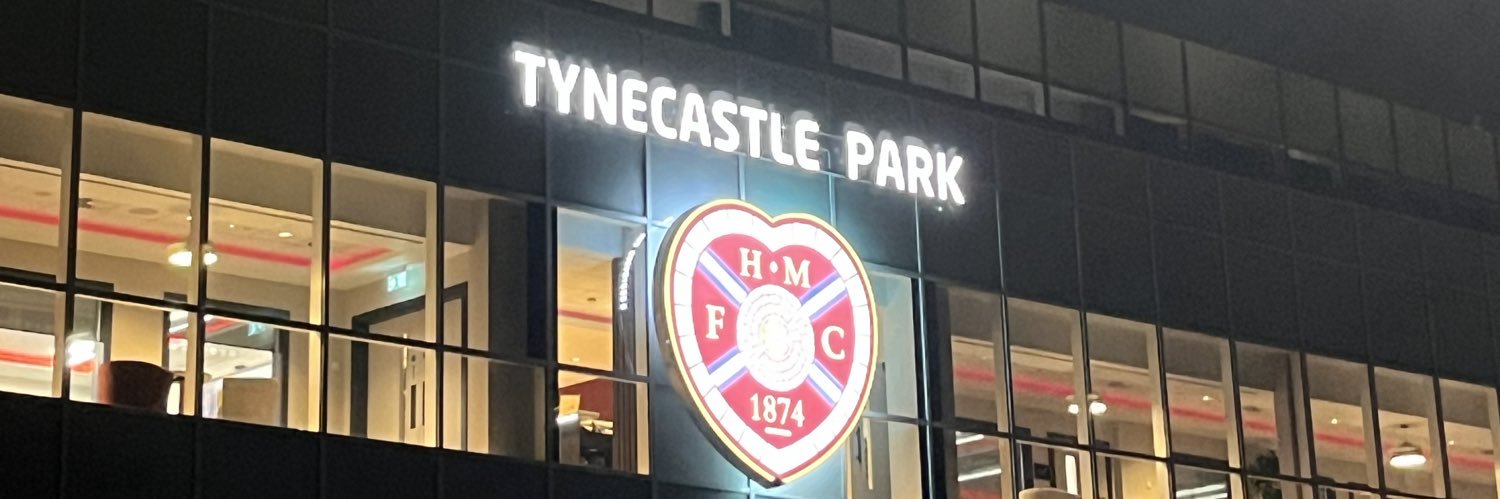 TYNECASTLE PARK
H · M
F C
1874